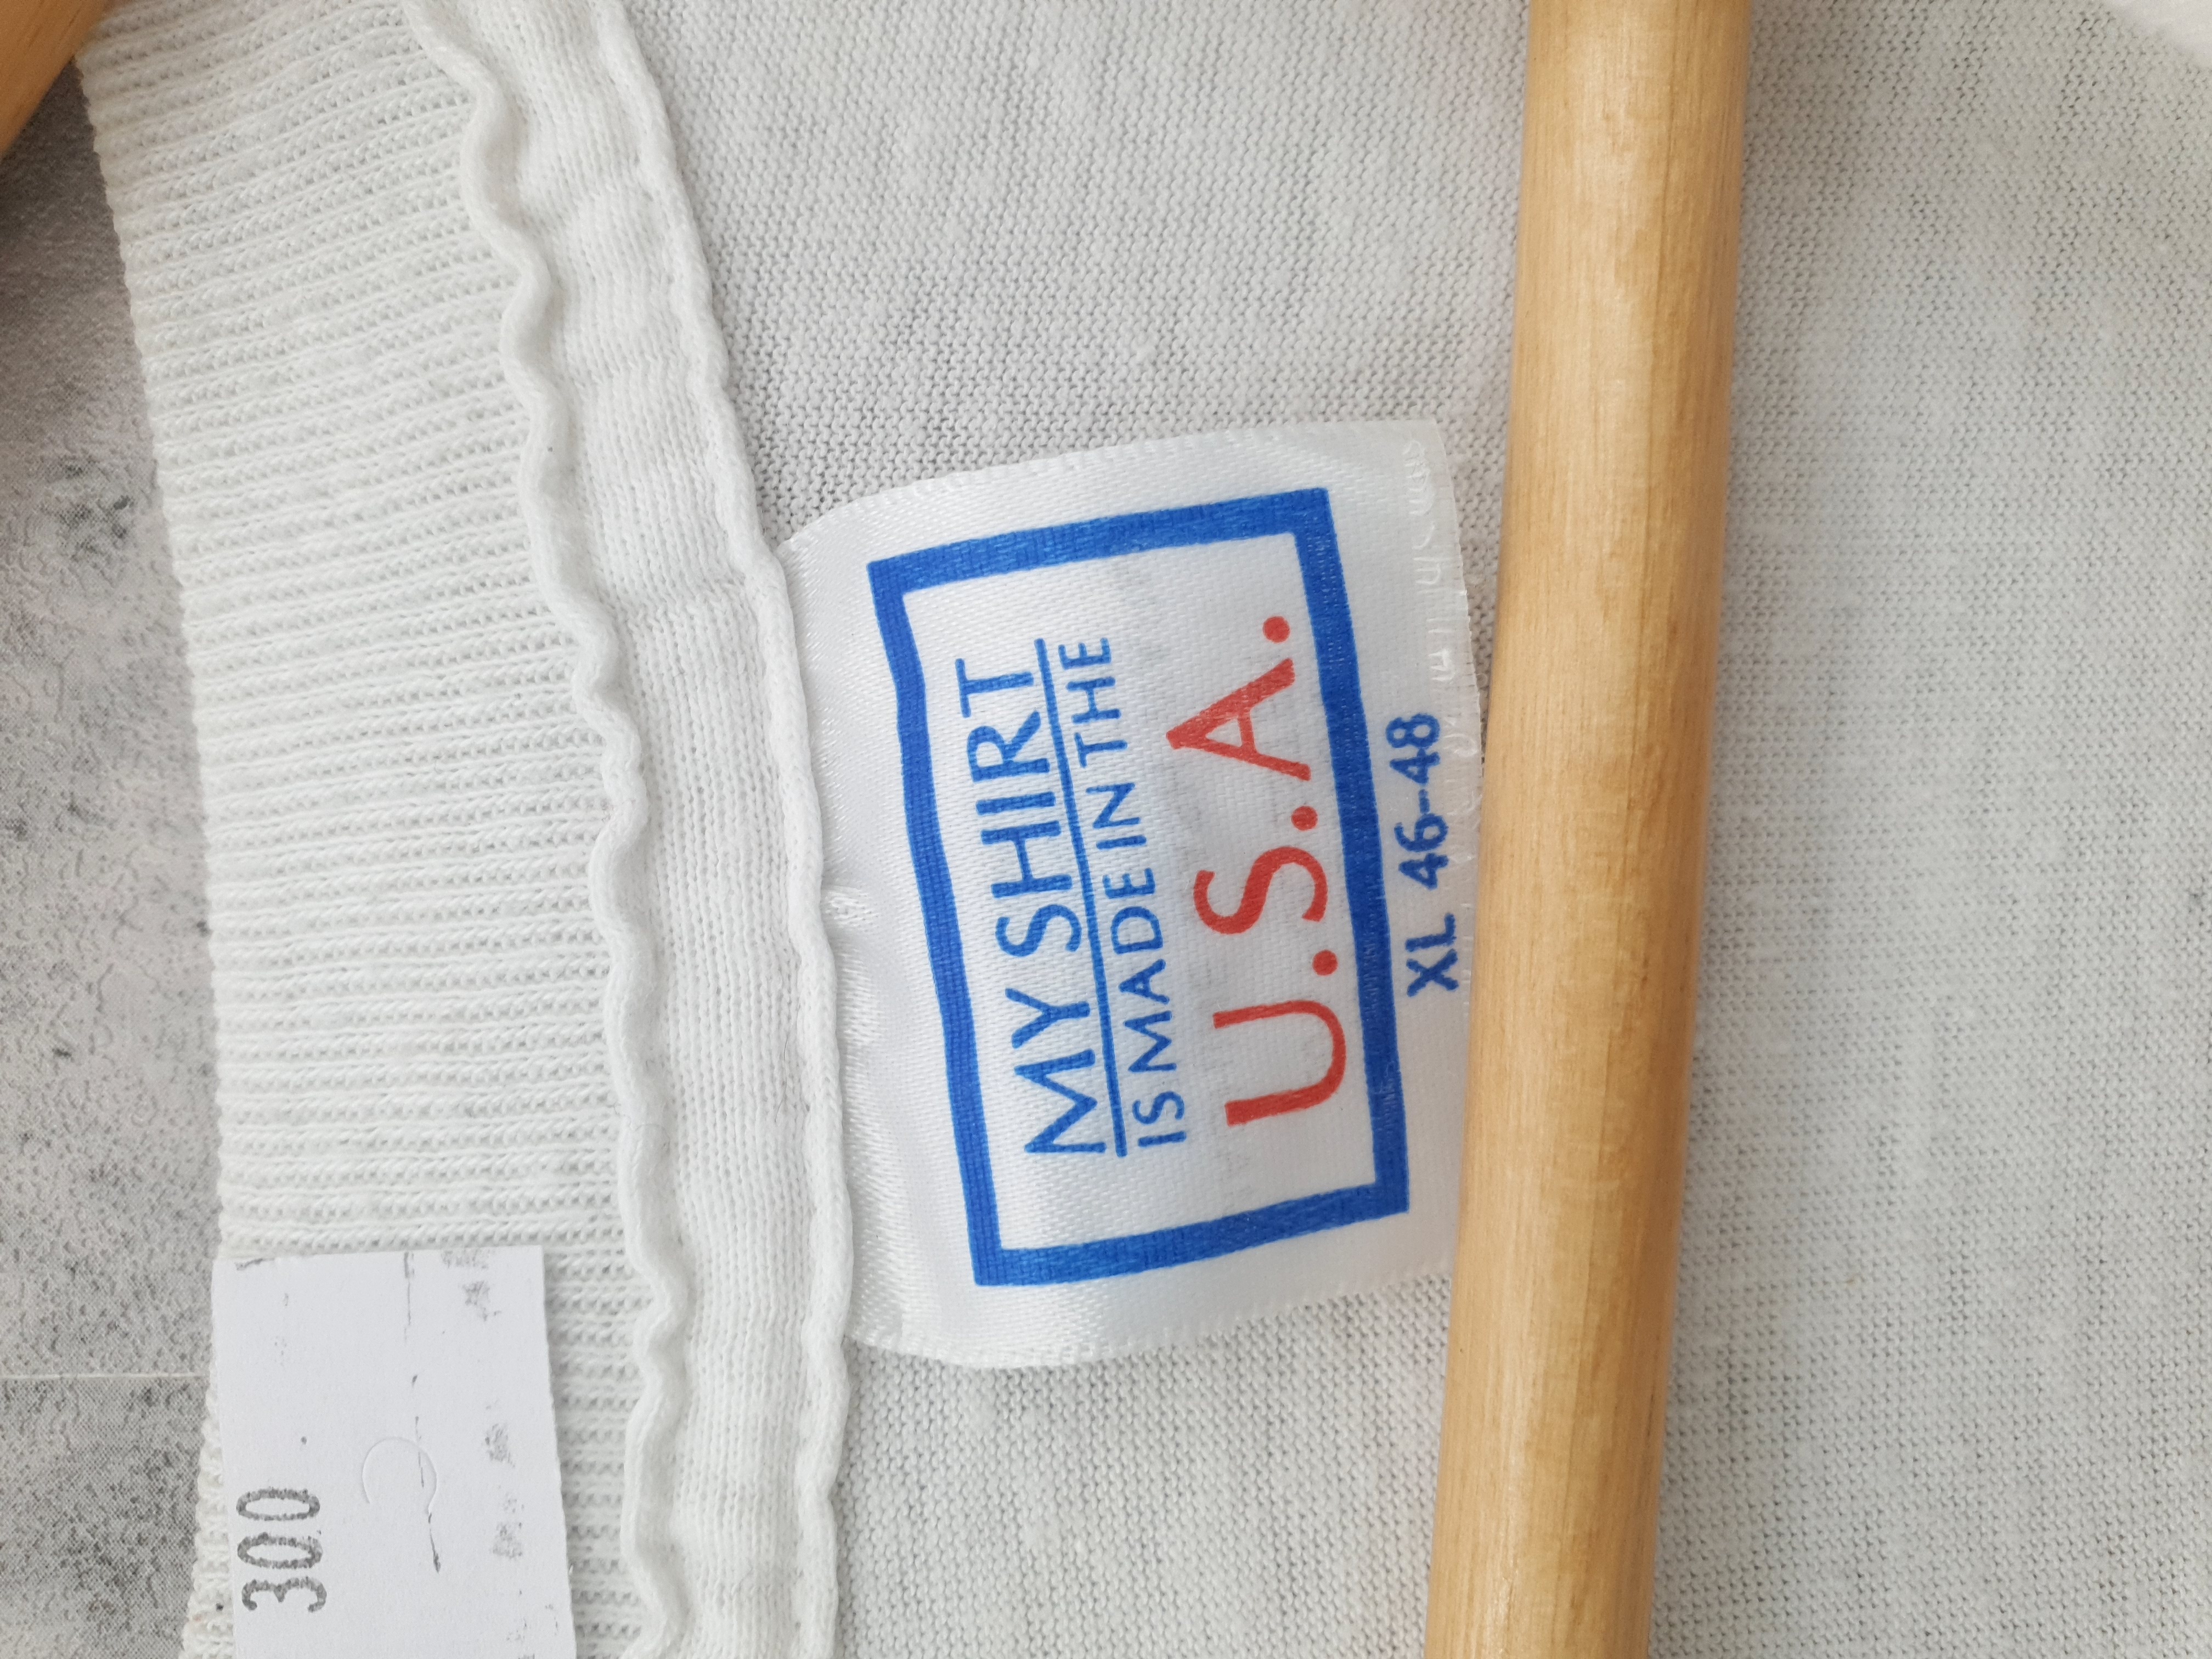 MY SHIRT
IS MADE IN THE
U.S.A.
XL 46-48
300